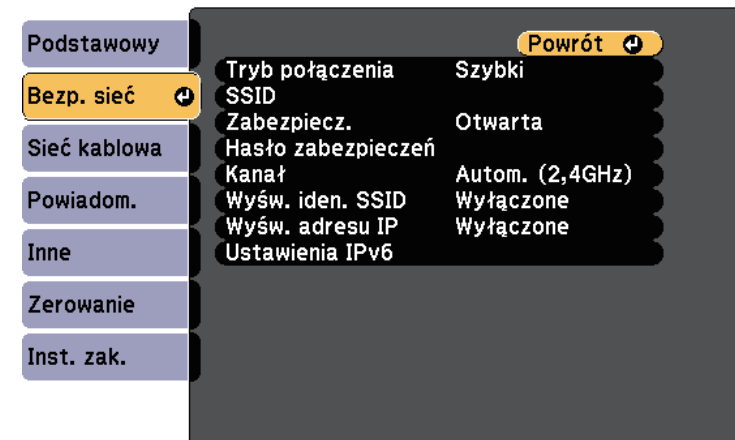 Podstawowy
Bezp. sieć
Sieć kablowa
Powiadom.
Inne
Zerowanie
Inst. zak.
Powrót
Tryb połączenia Szybki
SSID
Zabezpiecz. Otwarta
Hasło zabezpieczeń
Kanał Autom. (2,4GHz)
Wyśw. iden. SSID Wyłączone
Wyśw. adresu IP Wyłączone
Ustawienia IPv6